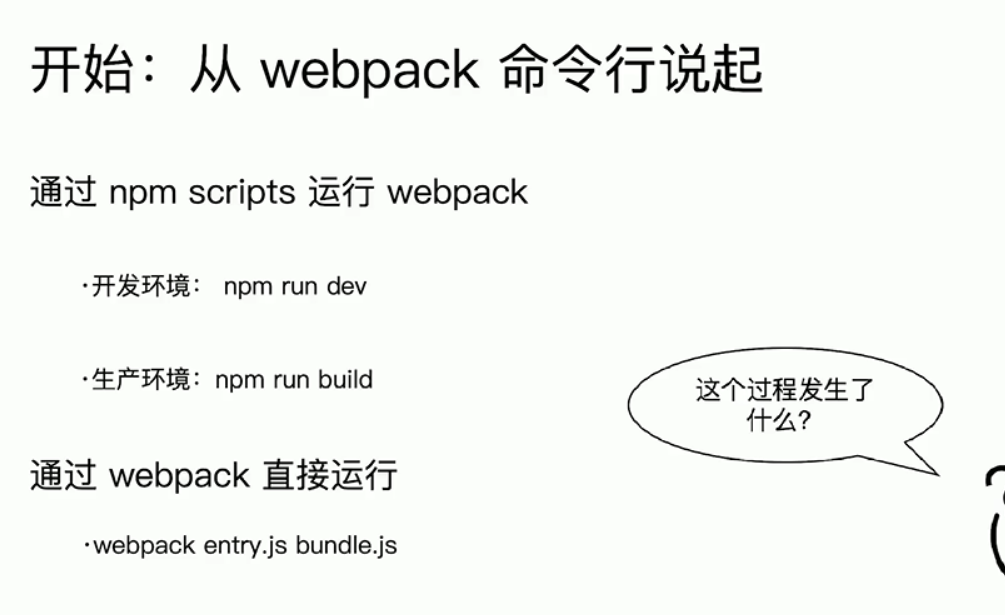 开始：从 webpack 命令行说起
通过 npm scripts 运行 webpack
·开发环境： npm run dev
·生产环境：npm run build
这个过程发生了
什么？
通过 webpack 直接运行
·webpack entry.js bundle.js